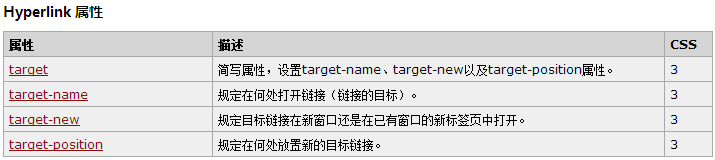 Hyperlink 属性
属性 描述 CSS
target 简写属性，设置target-name、target-new以及target-position属性。 3
target-name 规定在何处打开链接（链接的目标）。 3
target-new 规定目标链接在新窗口还是在已有窗口的新标签页中打开。 3
target-position 规定在何处放置新的目标链接。 3